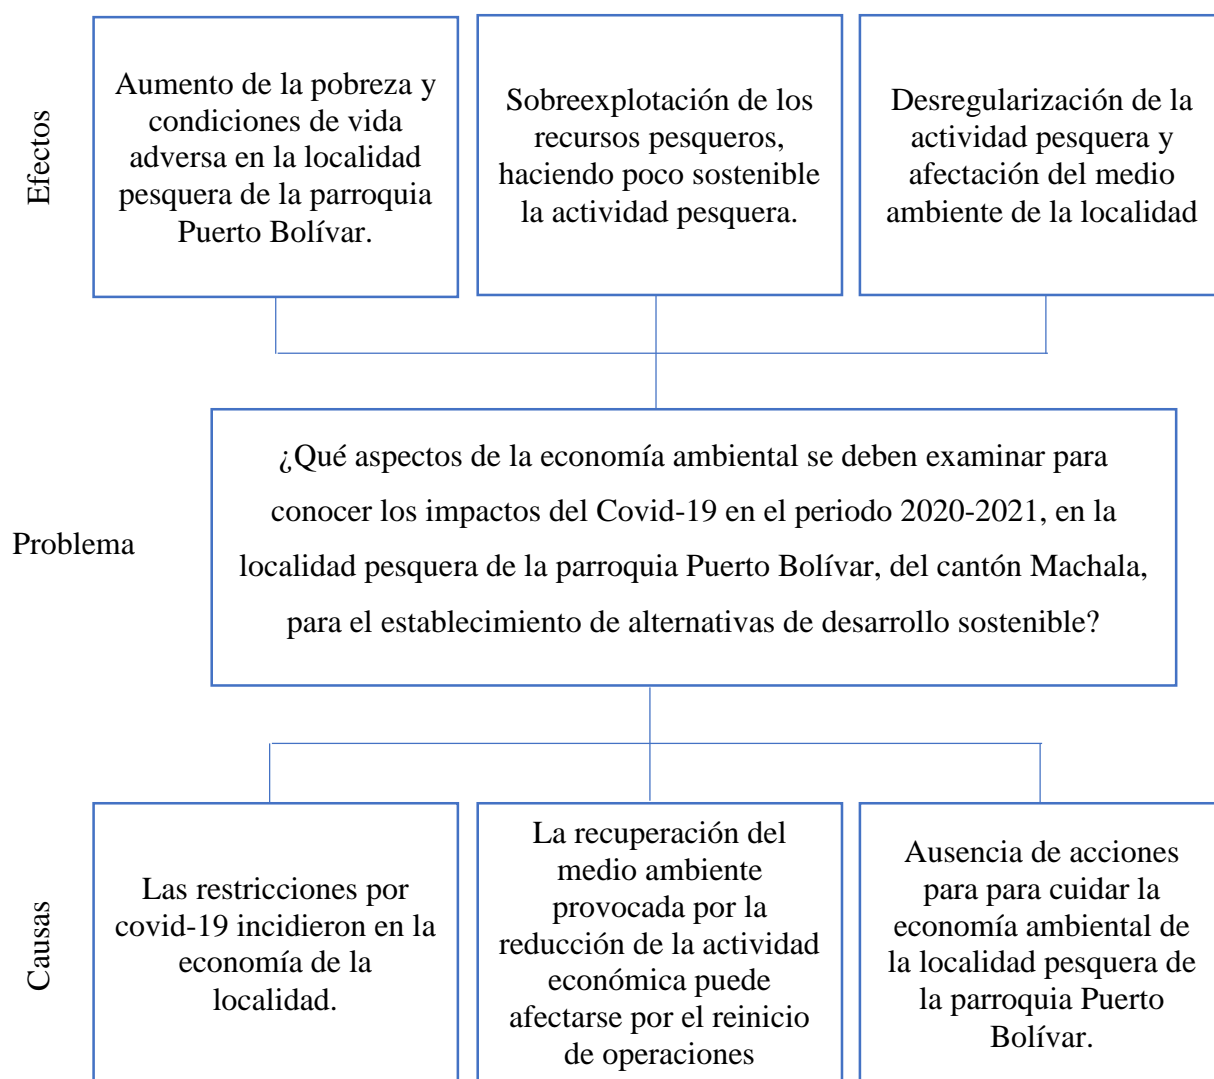 Efectos
Aumento de la pobreza y
condiciones de vida
adversa en la localidad
pesquera de la parroquia
Puerto Bolívar.
Sobreexplotación de los
recursos pesqueros,
haciendo poco sostenible
la actividad pesquera.
Desregularización de la
actividad pesquera y
afectación del medio
ambiente de la localidad
Problema
¿Qué aspectos de la economía ambiental se deben examinar para
conocer los impactos del Covid-19 en el periodo 2020-2021, en la
localidad pesquera de la parroquia Puerto Bolívar, del cantón Machala,
para el establecimiento de alternativas de desarrollo sostenible?
Causas
Las restricciones por
covid-19 incidieron en la
economía de la
localidad.
La recuperación del
medio ambiente
provocada por la
reducción de la actividad
económica puede
afectarse por el reinicio
de operaciones
Ausencia de acciones
para para cuidar la
economía ambiental de
la localidad pesquera de
la parroquia Puerto
Bolívar.